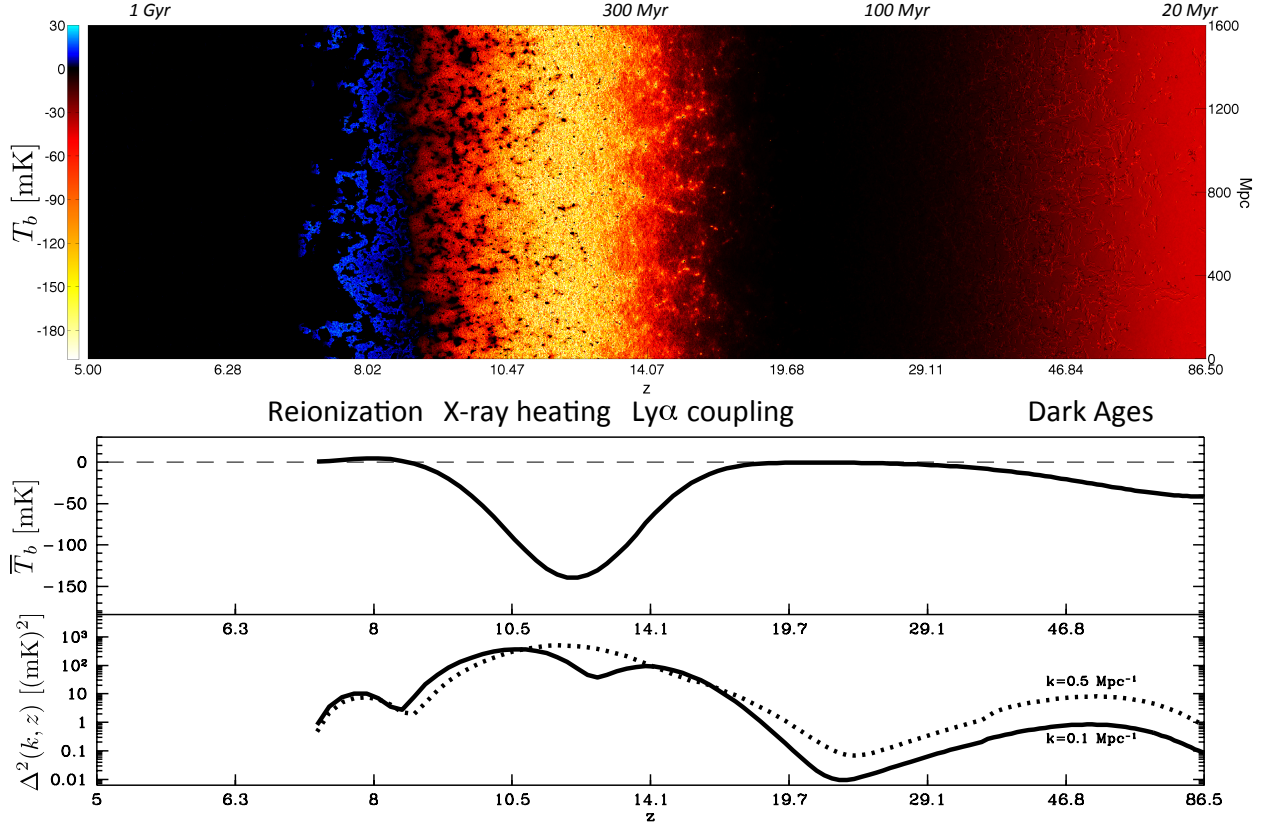 1 Gyr 300 Myr 100 Myr 20 Myr
30 1600
0
-30 1200
-60
T_b [mK] 800 Mpc
-90
-120
400
-150
-180
0
5.00 6.28 8.02 10.47 14.07 19.68 29.11 46.84 86.50
z
Reionization X-ray heating Lyα coupling Dark Ages
0
−50
T̅_b [mK]
−100
−150
6.3 8 10.5 14.1 19.7 29.1 46.8
10³
10²
10
1
0.1
0.01
Δ²(k, z) [(mK)²]
k=0.5 Mpc⁻¹
k=0.1 Mpc⁻¹
5 6.3 8 10.5 14.1 19.7 29.1 46.8 86.5
z